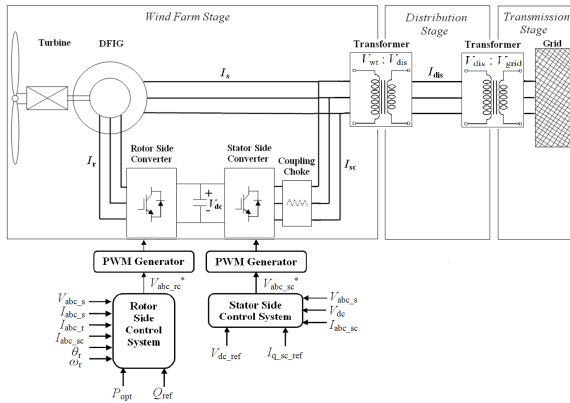 Wind Farm Stage
Distribution
Stage
Transmission
Stage
Turbine
DFIG
Transformer
Transformer
Grid
V_wt : V_dis
V_dis : V_grid
I_s
I_dis
I_r
Rotor Side
Converter
Stator Side
Converter
Coupling
Choke
I_sc
+
V_dc
-
PWM Generator
PWM Generator
V_abc_rc*
V_abc_sc*
V_abc_s
I_abc_s
I_abc_r
I_abc_sc
θ_r
ω_r
Rotor
Side
Control
System
Stator Side
Control System
V_abc_s
V_dc
I_abc_sc
V_dc_ref
I_q_sc_ref
P_opt
Q_ref